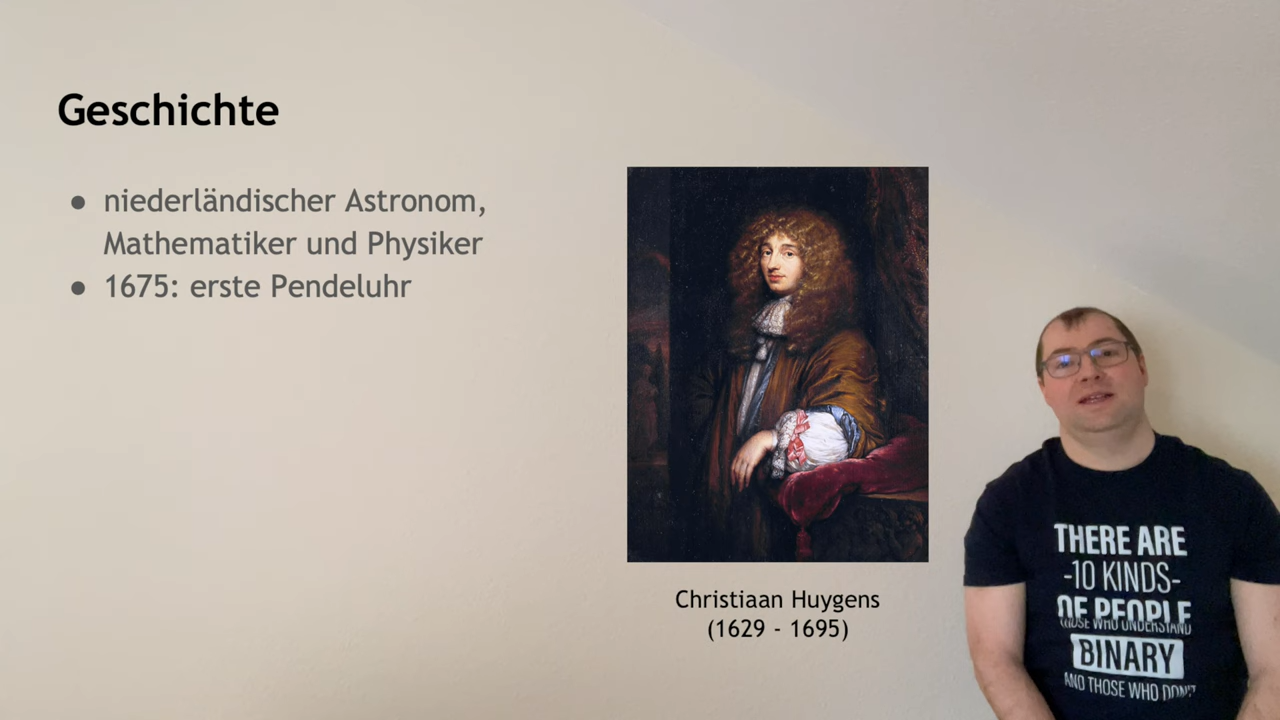 Geschichte
● niederländischer Astronom,
Mathematiker und Physiker
● 1675: erste Pendeluhr
Christiaan Huygens
(1629 - 1695)
THERE ARE
-10 KINDS-
OF PEOPLE
THOSE WHO UNDERSTAND
BINARY
AND THOSE WHO DON'T